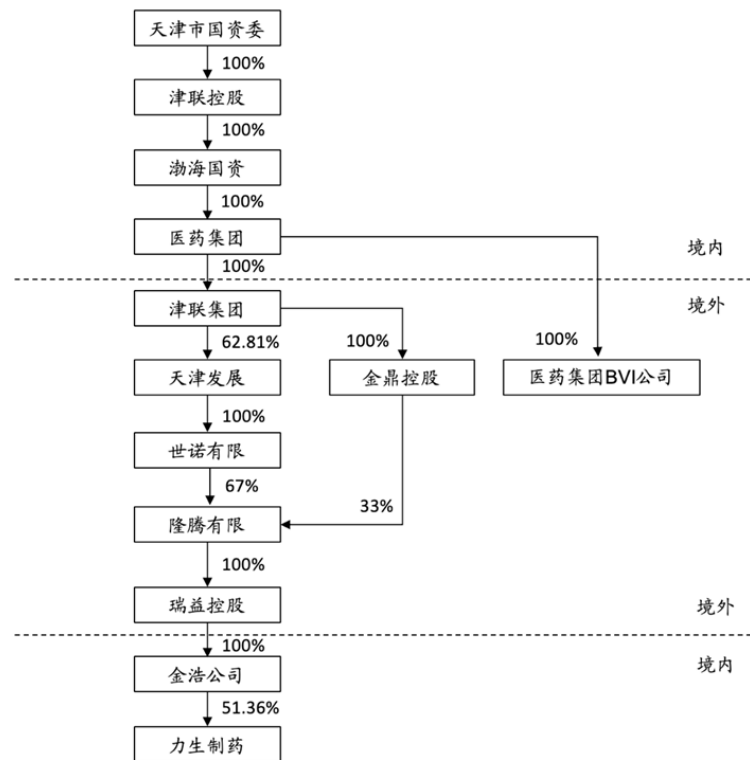 天津市国资委
100%
津联控股
100%
渤海国资
100%
医药集团
境内
100%
境外
津联集团
62.81%
100%
100%
天津发展
金鼎控股
医药集团BVI公司
100%
世诺有限
67%
33%
隆腾有限
100%
瑞益控股
境外
100%
境内
金浩公司
51.36%
力生制药